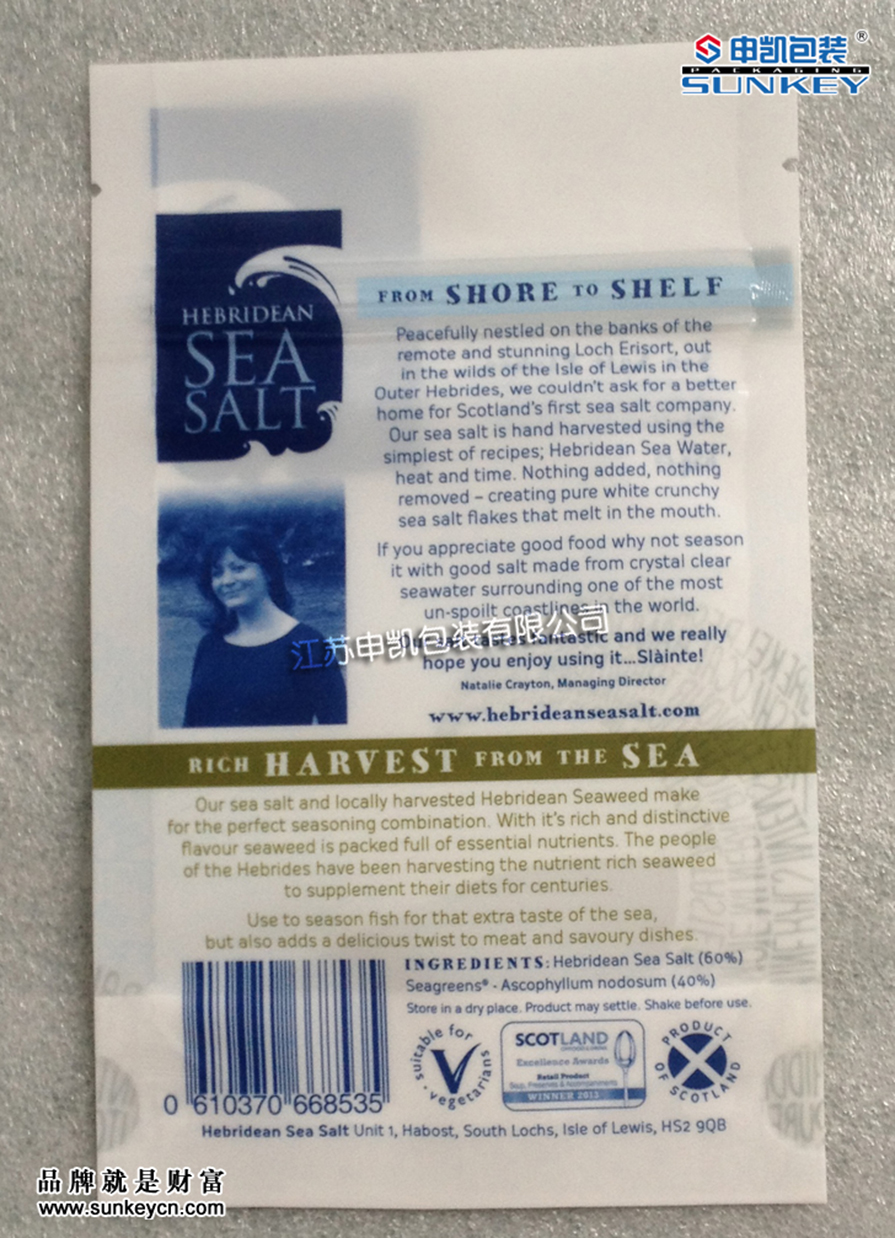 申凯包装®
PACKAGING
SUNKEY
HEBRIDEAN
SEA
SALT
FROM SHORE TO SHELF
Peacefully nestled on the banks of the
remote and stunning Loch Erisort, out
in the wilds of the Isle of Lewis in the
Outer Hebrides, we couldn't ask for a better
home for Scotland's first sea salt company.
Our sea salt is hand harvested using the
simplest of recipes; Hebridean Sea Water,
heat and time. Nothing added, nothing
removed – creating pure white crunchy
sea salt flakes that melt in the mouth.
If you appreciate good food why not season
it with good salt made from crystal clear
seawater surrounding one of the most
un-spoilt coastlines in the world.
tastes fantastic and we really
江苏申凯包装有限公司
hope you enjoy using it...Slàinte!
Natalie Crayton, Managing Director
www.hebrideanseasalt.com
RICH HARVEST FROM THE SEA
Our sea salt and locally harvested Hebridean Seaweed make
for the perfect seasoning combination. With it's rich and distinctive
flavour seaweed is packed full of essential nutrients. The people
of the Hebrides have been harvesting the nutrient rich seaweed
to supplement their diets for centuries.
Use to season fish for that extra taste of the sea,
but also adds a delicious twist to meat and savoury dishes.
INGREDIENTS: Hebridean Sea Salt (60%)
Seagreens® - Ascophyllum nodosum (40%)
Store in a dry place. Product may settle. Shake before use.
suitable for
vegetarians
SCOTLAND
Excellence Awards
Retail Product
Soup, Preserves & Accompaniments
WINNER 2013
PRODUCT
OF SCOTLAND
0 610370 668535
Hebridean Sea Salt Unit 1, Habost, South Lochs, Isle of Lewis, HS2 9QB
品牌就是财富
www.sunkeycn.com